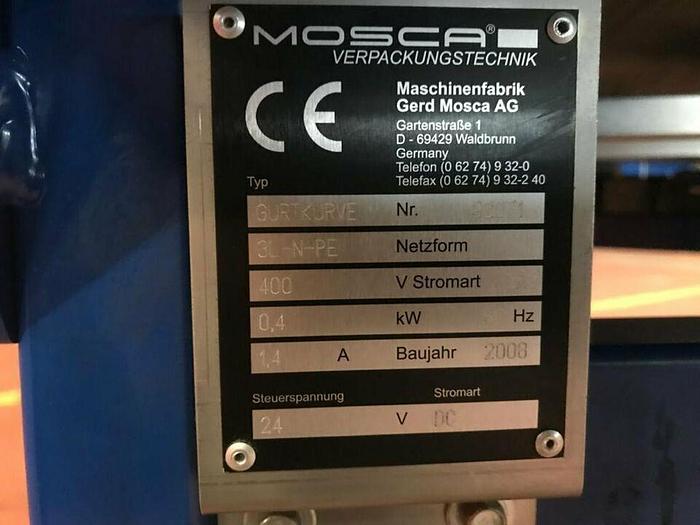 MOSCA®
VERPACKUNGSTECHNIK
CE
Maschinenfabrik
Gerd Mosca AG
Gartenstraße 1
D - 69429 Waldbrunn
Germany
Telefon (0 62 74) 9 32-0
Telefax (0 62 74) 9 32-2 40
Typ
GURTKURVE Nr.
3L-N-PE Netzform
400 V Stromart
0,4 kW Hz
1,4 A Baujahr 2008
Steuerspannung Stromart
24 V DC